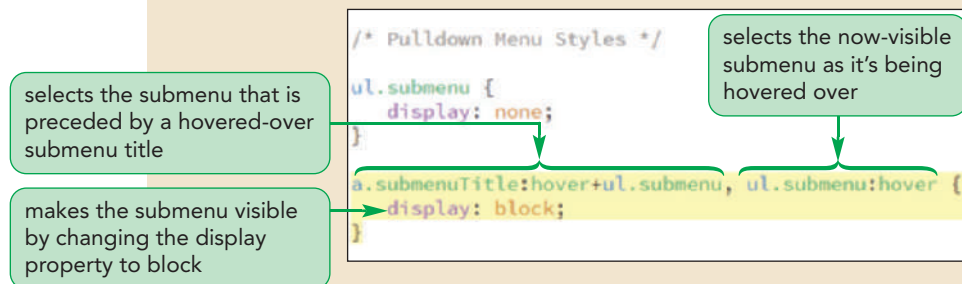 /* Pulldown Menu Styles */
ul.submenu {
display: none;
}
a.submenuTitle:hover+ul.submenu, ul.submenu:hover {
display: block;
}
selects the submenu that is
preceded by a hovered-over
submenu title
selects the now-visible
submenu as it's being
hovered over
makes the submenu visible
by changing the display
property to block